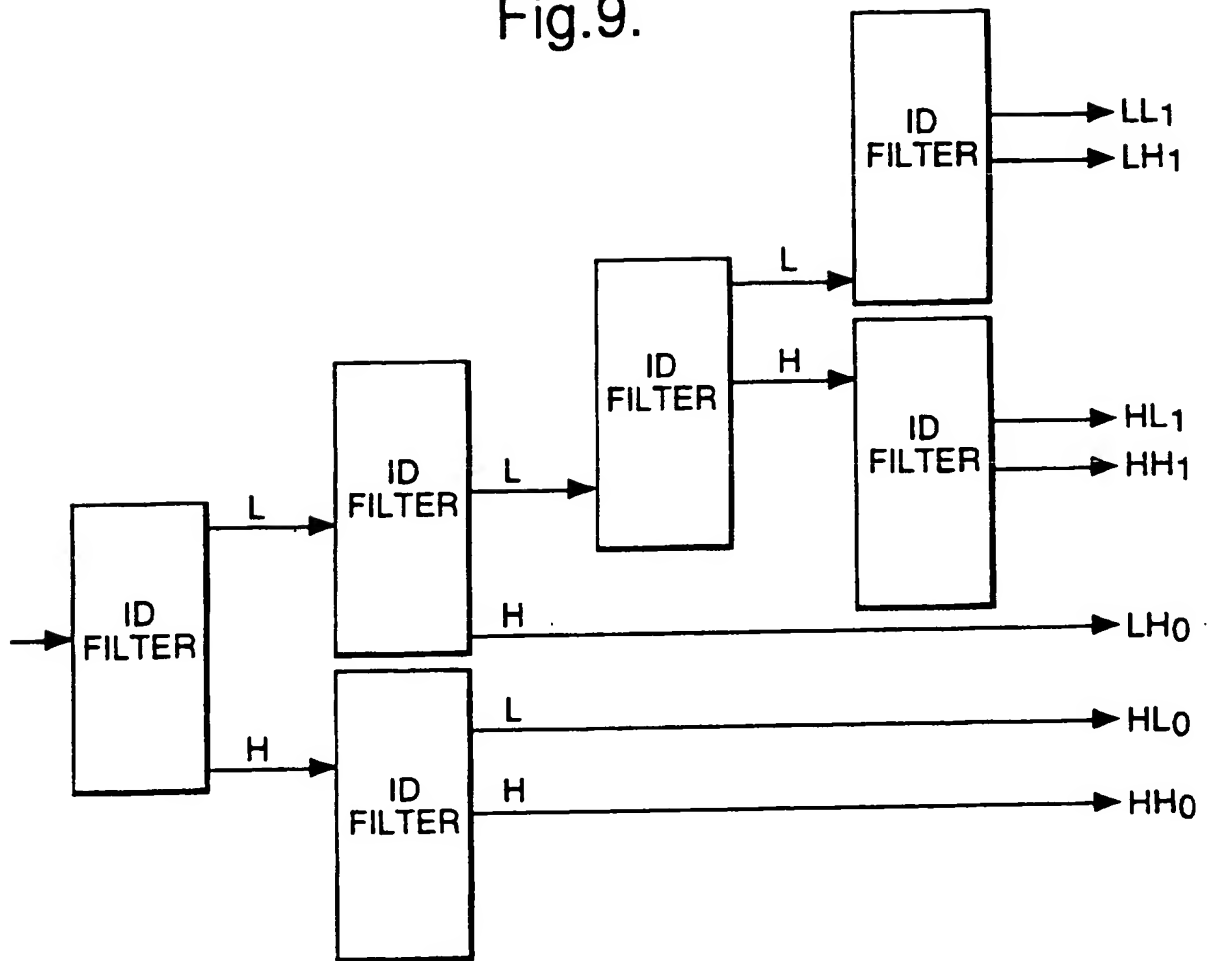 Fig.9.
ID
FILTER
LL1
LH1
L
H
ID
FILTER
ID
FILTER
HL1
HH1
ID
FILTER
L
L
H
LH0
ID
FILTER
H
L
HL0
ID
FILTER
H
HH0